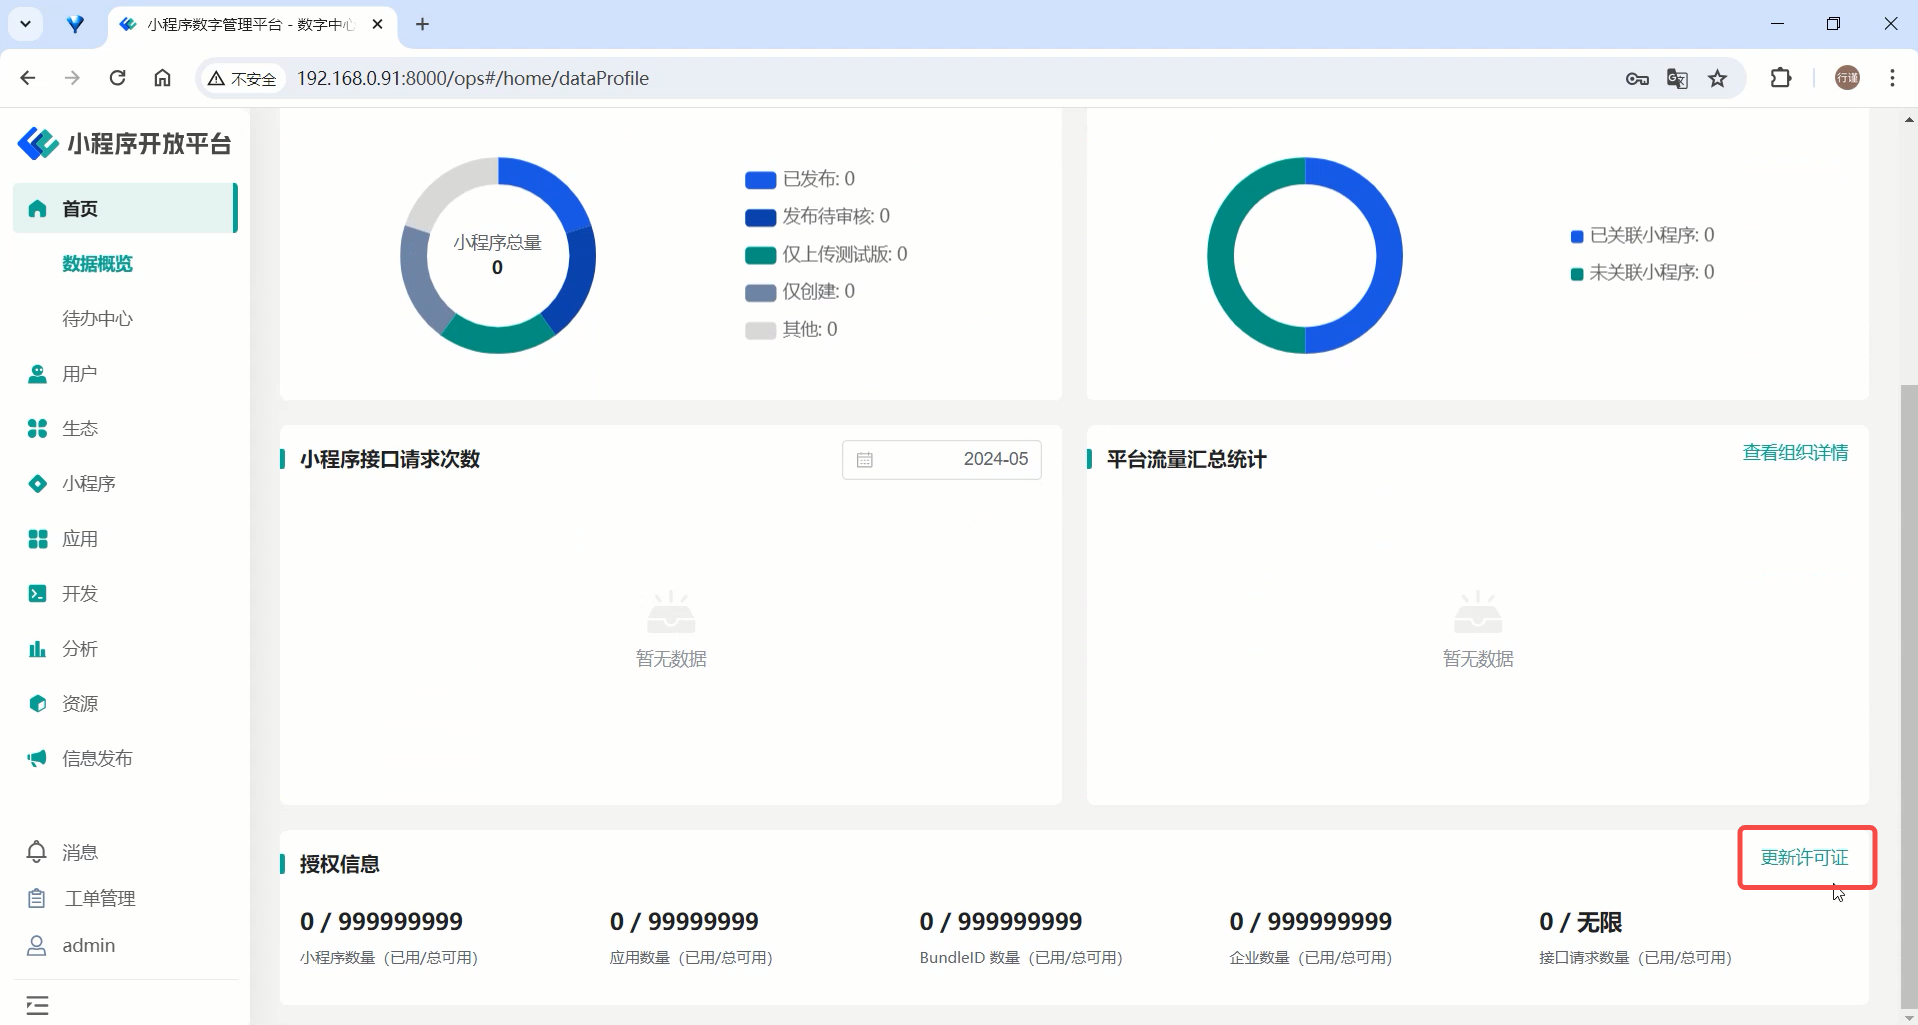 小程序数字管理平台 - 数字中心
不安全
192.168.0.91:8000/ops#/home/dataProfile
行谨
小程序开放平台
首页
数据概览
待办中心
用户
生态
小程序
应用
开发
分析
资源
信息发布
消息
工单管理
admin
小程序总量
0
已发布: 0
发布待审核: 0
仅上传测试版: 0
仅创建: 0
其他: 0
已关联小程序: 0
未关联小程序: 0
小程序接口请求次数
2024-05
暂无数据
平台流量汇总统计
查看组织详情
暂无数据
授权信息
更新许可证
0 / 999999999
小程序数量（已用/总可用）
0 / 99999999
应用数量（已用/总可用）
0 / 999999999
BundleID 数量（已用/总可用）
0 / 999999999
企业数量（已用/总可用）
0 / 无限
接口请求数量（已用/总可用）